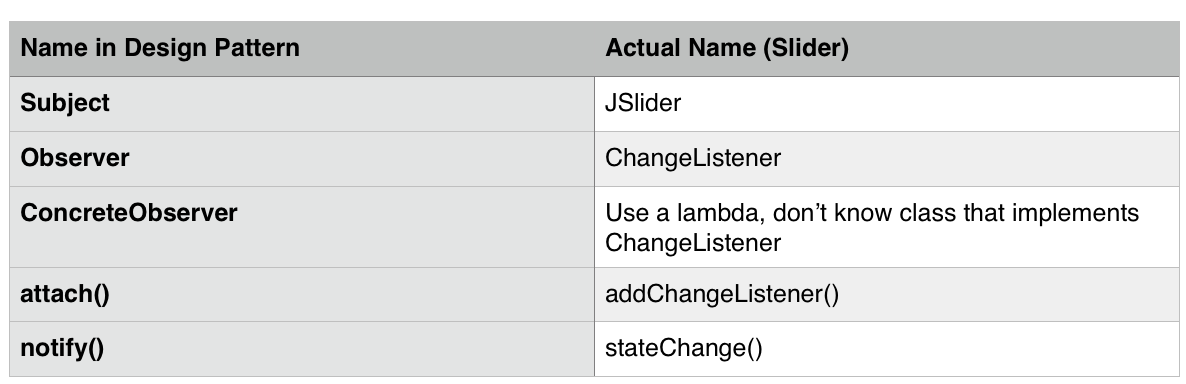 Name in Design Pattern
Actual Name (Slider)
Subject
JSlider
Observer
ChangeListener
ConcreteObserver
Use a lambda, don’t know class that implements
ChangeListener
attach()
addChangeListener()
notify()
stateChange()